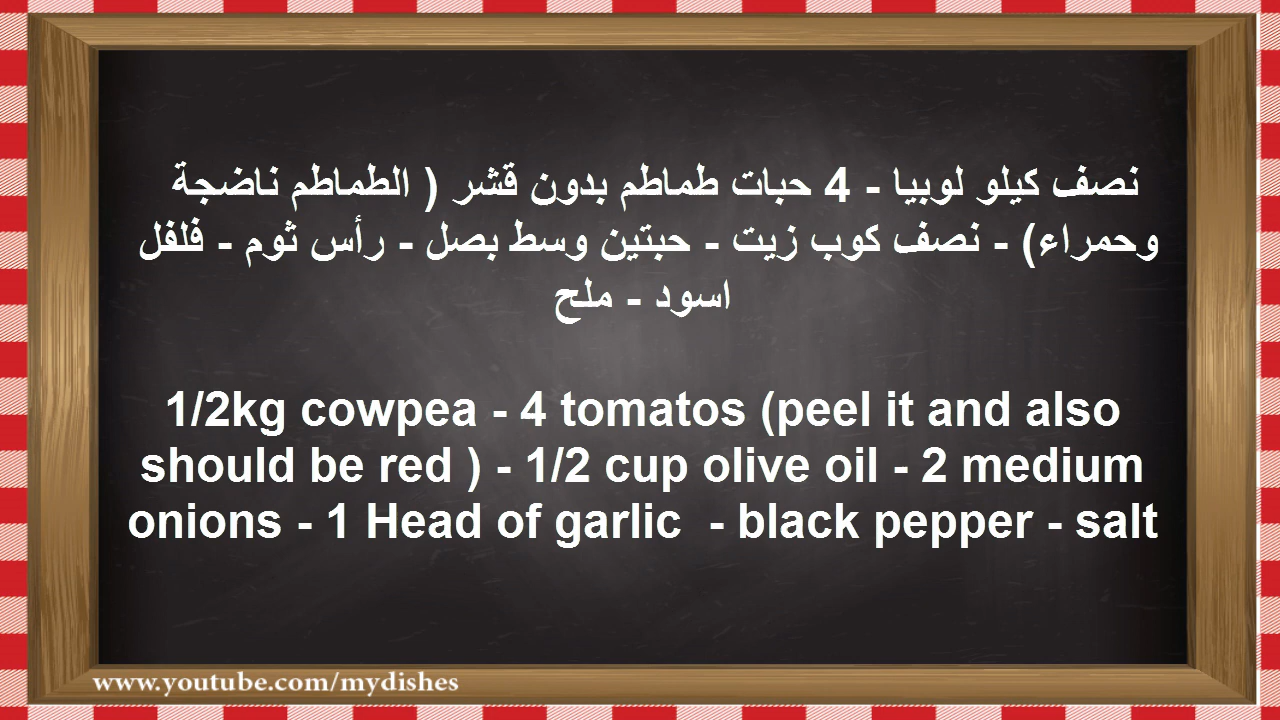 نصف كيلو لوبيا - 4 حبات طماطم بدون قشر ( الطماطم ناضجة
وحمراء) - نصف كوب زيت - حبتين وسط بصل - رأس ثوم - فلفل
اسود - ملح
1/2kg cowpea - 4 tomatos (peel it and also
should be red ) - 1/2 cup olive oil - 2 medium
onions - 1 Head of garlic  - black pepper - salt
www.youtube.com/mydishes